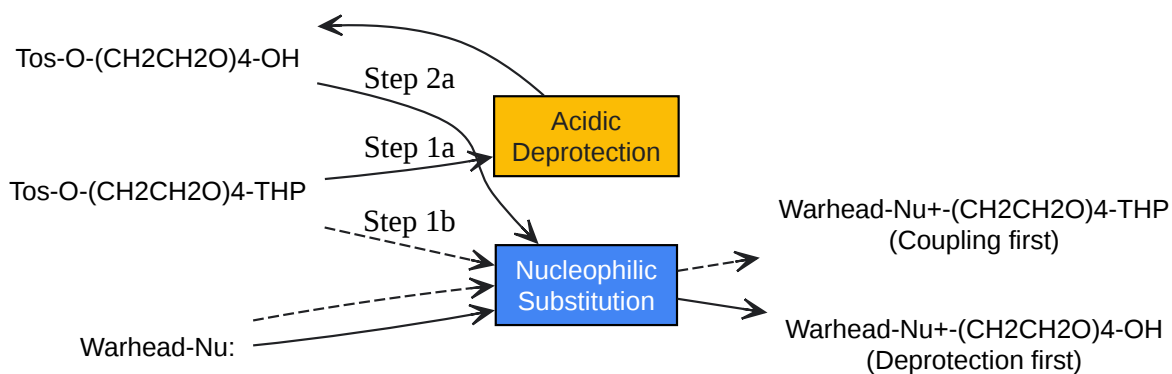 Tos-O-(CH2CH2O)4-OH
Step 2a
Acidic
Deprotection
Step 1a
Tos-O-(CH2CH2O)4-THP
Step 1b
Warhead-Nu+-(CH2CH2O)4-THP
(Coupling first)
Nucleophilic
Substitution
Warhead-Nu:
Warhead-Nu+-(CH2CH2O)4-OH
(Deprotection first)